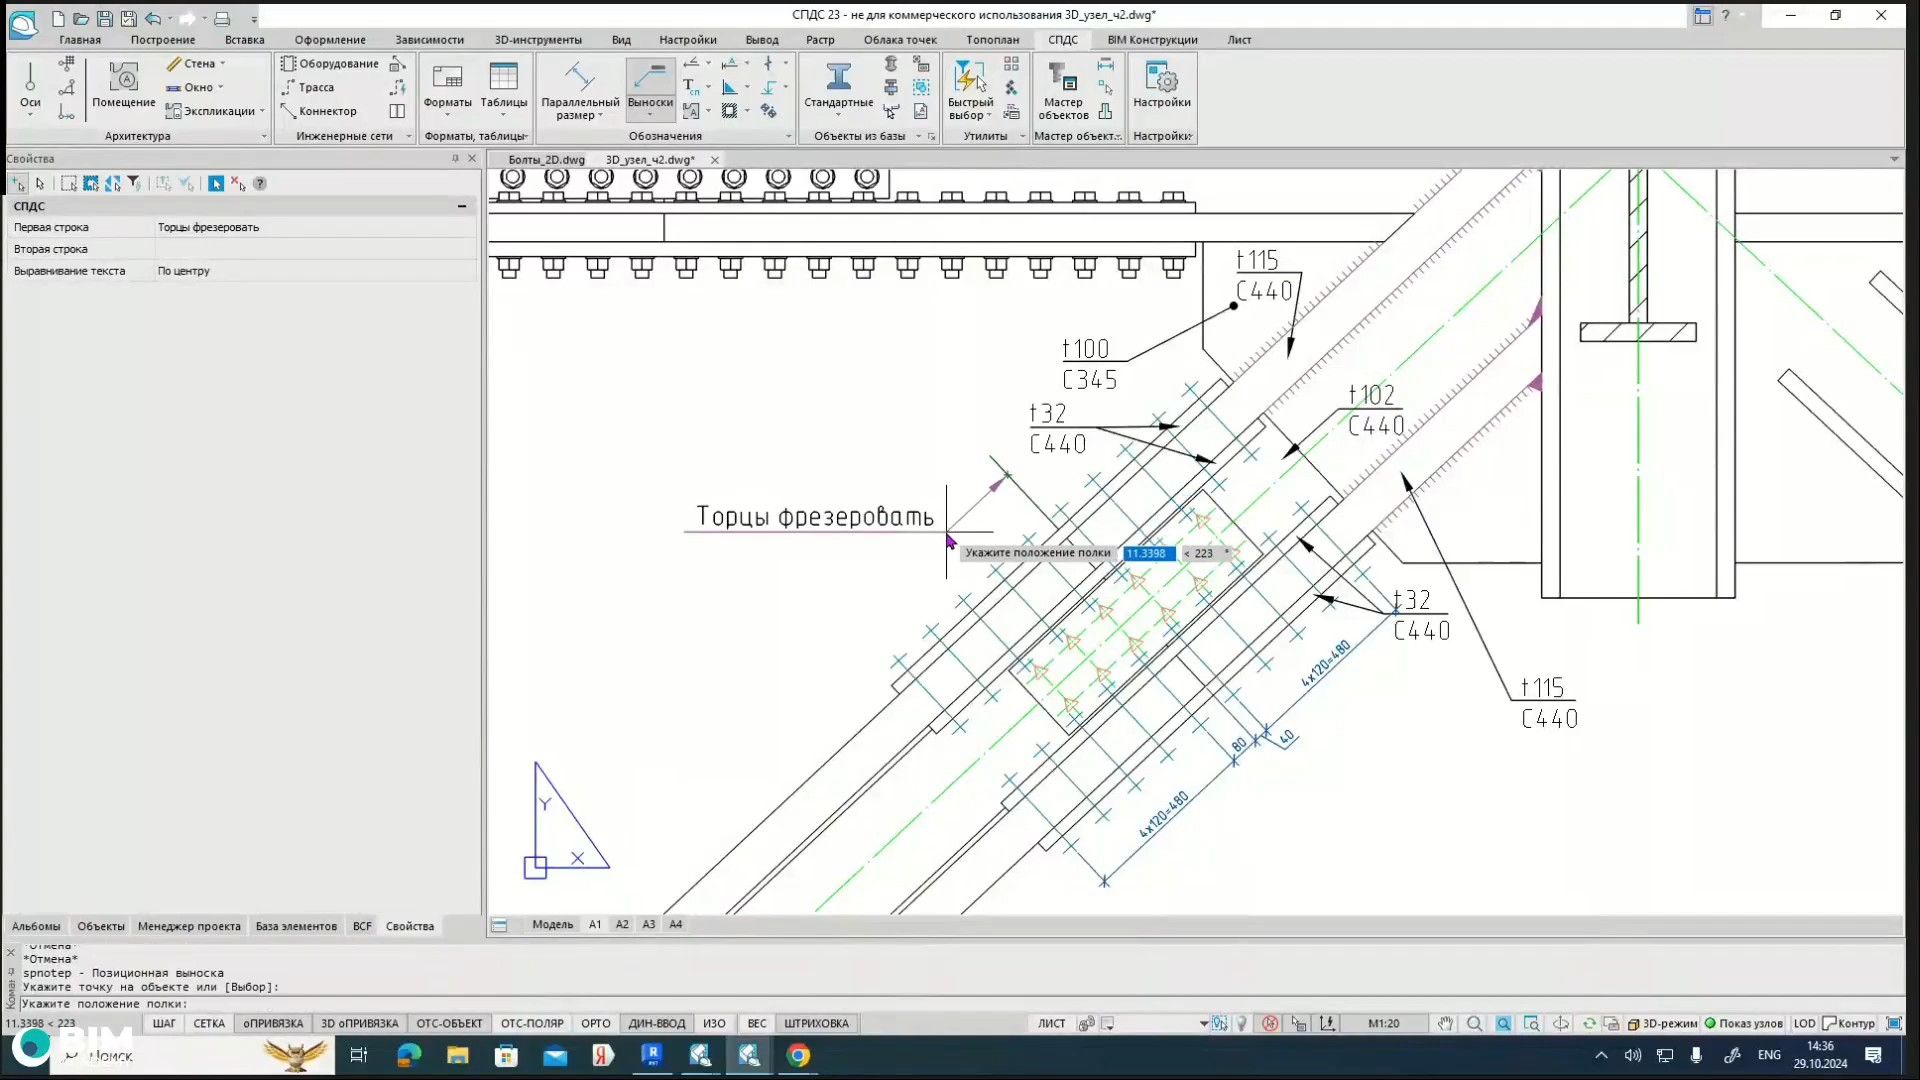 СПДС 23 - не для коммерческого использования 3D_узел_ч2.dwg*
Главная Построение Вставка Оформление Зависимости 3D-инструменты Вид Настройки Вывод Растр Облака точек Топоплан СПДС BIM Конструкции Лист
Оси
Помещение
Стена
Окно
Экспликации
Архитектура
Оборудование
Трасса
Коннектор
Инженерные сети
Форматы Таблицы
Форматы, таблицы
Параллельный размер
Выноски
Обозначения
Стандартные
Объекты из базы
Быстрый выбор
Утилиты
Мастер объектов
Мастер объект...
Настройки
Настройки
Свойства
СПДС
Первая строка Торцы фрезеровать
Вторая строка
Выравнивание текста По центру
Болты_2D.dwg 3D_узел_ч2.dwg*
t115
C440
t100
C345
t32
C440
t102
C440
Торцы фрезеровать
Укажите положение полки 11.3398 < 223 °
t32
C440
4x120=480
t115
C440
80
40
4x120=480
Y
X
Альбомы Объекты Менеджер проекта База элементов BCF Свойства
Модель A1 A2 A3 A4
*Отмена*
*Отмена*
spnotep - Позиционная выноска
Укажите точку на объекте или [Выбор]:
Укажите положение полки:
11.3398 < 223
ШАГ СЕТКА оПРИВЯЗКА 3D оПРИВЯЗКА ОТС-ОБЪЕКТ ОТС-ПОЛЯР ОРТО ДИН-ВВОД ИЗО ВЕС ШТРИХОВКА ЛИСТ М1:20 3D-режим Показ узлов LOD Контур
BIM
Поиск
ENG
14:36
29.10.2024